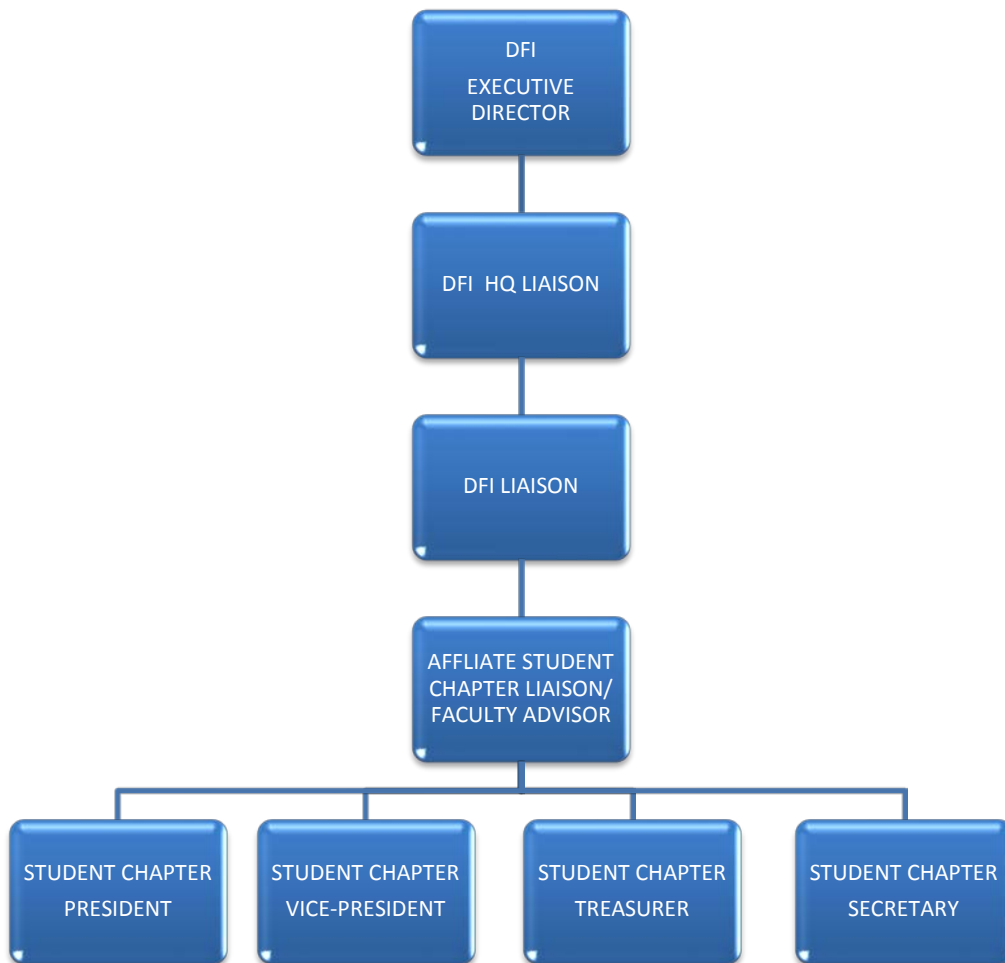 DFI
EXECUTIVE
DIRECTOR
DFI  HQ LIAISON
DFI LIAISON
AFFLIATE STUDENT
CHAPTER LIAISON/
FACULTY ADVISOR
STUDENT CHAPTER
PRESIDENT
STUDENT CHAPTER
VICE-PRESIDENT
STUDENT CHAPTER
TREASURER
STUDENT CHAPTER
SECRETARY